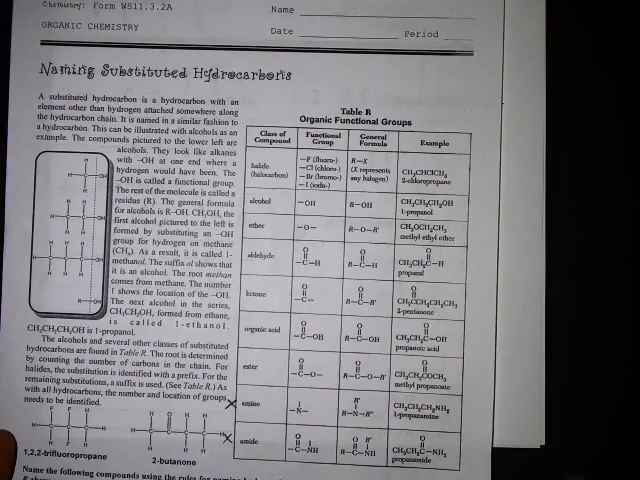 Chemistry: Form WS11.3.2A
Name
ORGANIC CHEMISTRY
Date
Period
Naming Substituted Hydrocarbons
A substituted hydrocarbon is a hydrocarbon with an
element other than hydrogen attached somewhere along
the hydrocarbon chain. It is named in a similar fashion to
a hydrocarbon. This can be illustrated with alcohols as an
example. The compounds pictured to the lower left are
alcohols. They look like alkanes
with –OH at one end where a
hydrogen would have been. The
–OH is called a functional group.
The rest of the molecule is called a
residue (R). The general formula
for alcohols is R–OH. CH3OH, the
first alcohol pictured to the left is
formed by substituting an –OH
group for hydrogen on methane
(CH4). As a result, it is called 1-
methanol. The suffix ol shows that
it is an alcohol. The root methan
comes from methane. The number
1 shows the location of the –OH.
The next alcohol in the series,
CH3CH2OH, formed from ethane,
is called 1-ethanol.
CH3CH2CH2OH is 1-propanol.
The alcohols and several other classes of substituted
hydrocarbons are found in Table R. The root is determined
by counting the number of carbons in the chain. For
halides, the substitution is identified with a prefix. For the
remaining substitutions, a suffix is used. (See Table R.) As
with all hydrocarbons, the number and location of groups
needs to be identified.
1,2,2-trifluoropropane
2-butanone
Name the following compounds using the rules for naming
Table R
Organic Functional Groups
Class of Compound Functional Group General Formula Example
halide (halocarbon) –F (fluoro-) –Cl (chloro-) –Br (bromo-) –I (iodo-) R–X (X represents any halogen) CH3CHClCH3 2-chloropropane
alcohol –OH R–OH CH3CH2CH2OH 1-propanol
ether –O– R–O–R' CH3OCH2CH3 methyl ethyl ether
aldehyde O –C–H O R–C–H O CH3CH2C–H propanal
ketone O –C– O R–C–R' O CH3CCH2CH2CH3 2-pentanone
organic acid O –C–OH O R–C–OH O CH3CH2C–OH propanoic acid
ester O –C–O– O R–C–O–R' O CH3CH2COCH3 methyl propanoate
X amine –N– R' R–N–R" CH3CH2CH2NH2 1-propanamine
X amide O –C–NH O R' R–C–NH O CH3CH2C–NH2 propanamide